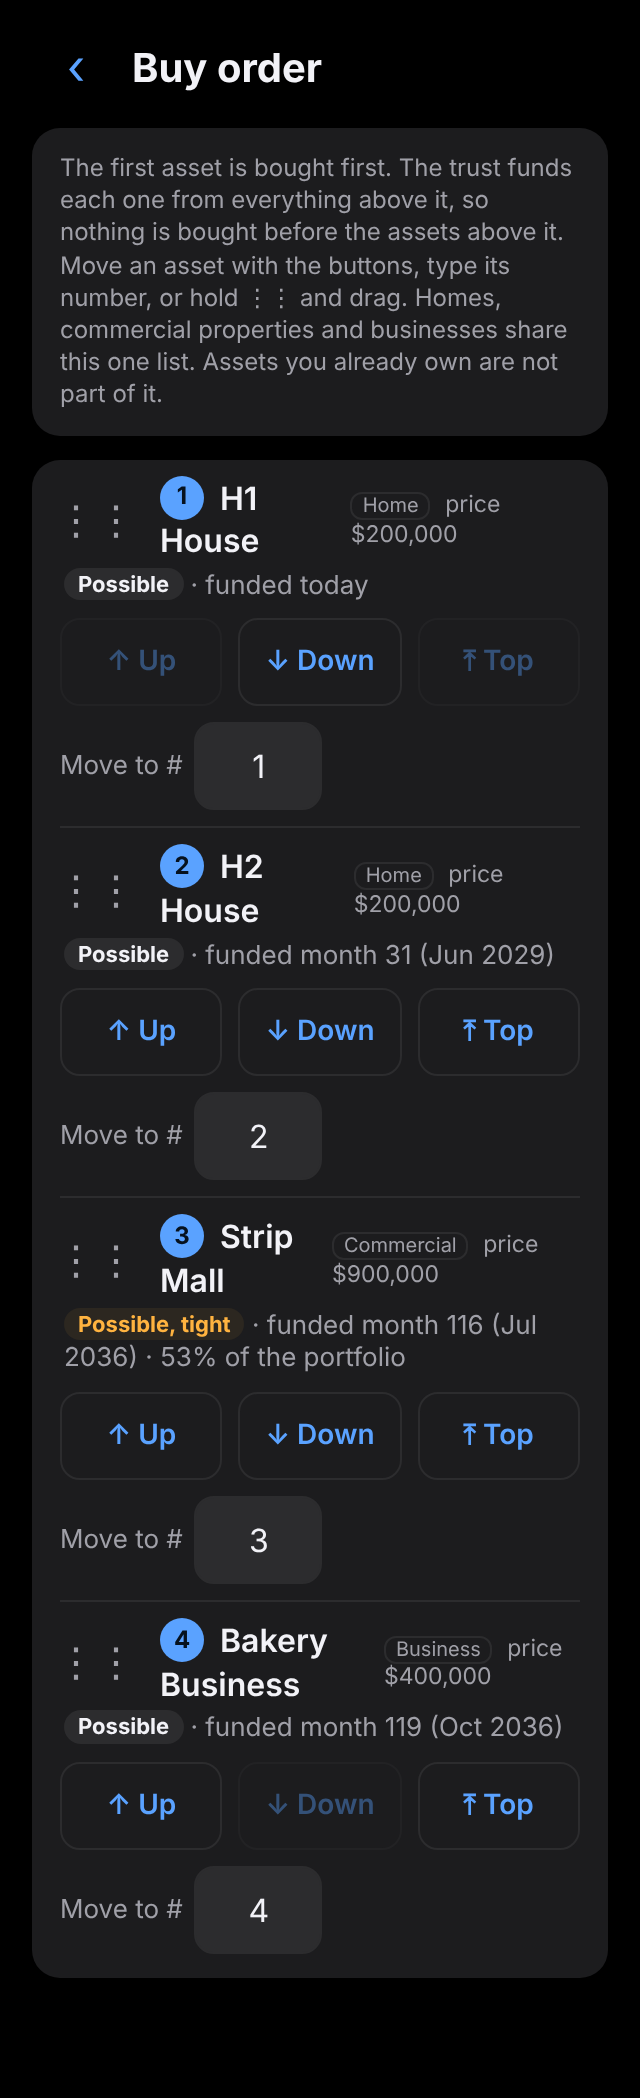 ‹ Buy order
The first asset is bought first. The trust funds
each one from everything above it, so
nothing is bought before the assets above it.
Move an asset with the buttons, type its
number, or hold ⋮⋮ and drag. Homes,
commercial properties and businesses share
this one list. Assets you already own are not
part of it.
⋮⋮ 1 H1 House
Home price
$200,000
Possible · funded today
↑ Up ↓ Down ⤒ Top
Move to # 1
⋮⋮ 2 H2 House
Home price
$200,000
Possible · funded month 31 (Jun 2029)
↑ Up ↓ Down ⤒ Top
Move to # 2
⋮⋮ 3 Strip Mall
Commercial price
$900,000
Possible, tight · funded month 116 (Jul
2036) · 53% of the portfolio
↑ Up ↓ Down ⤒ Top
Move to # 3
⋮⋮ 4 Bakery Business
Business price
$400,000
Possible · funded month 119 (Oct 2036)
↑ Up ↓ Down ⤒ Top
Move to # 4